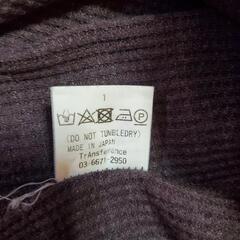 1
(DO NOT TUMBLEDRY)
MADE IN JAPAN
TrAnsference
03-6671-2950